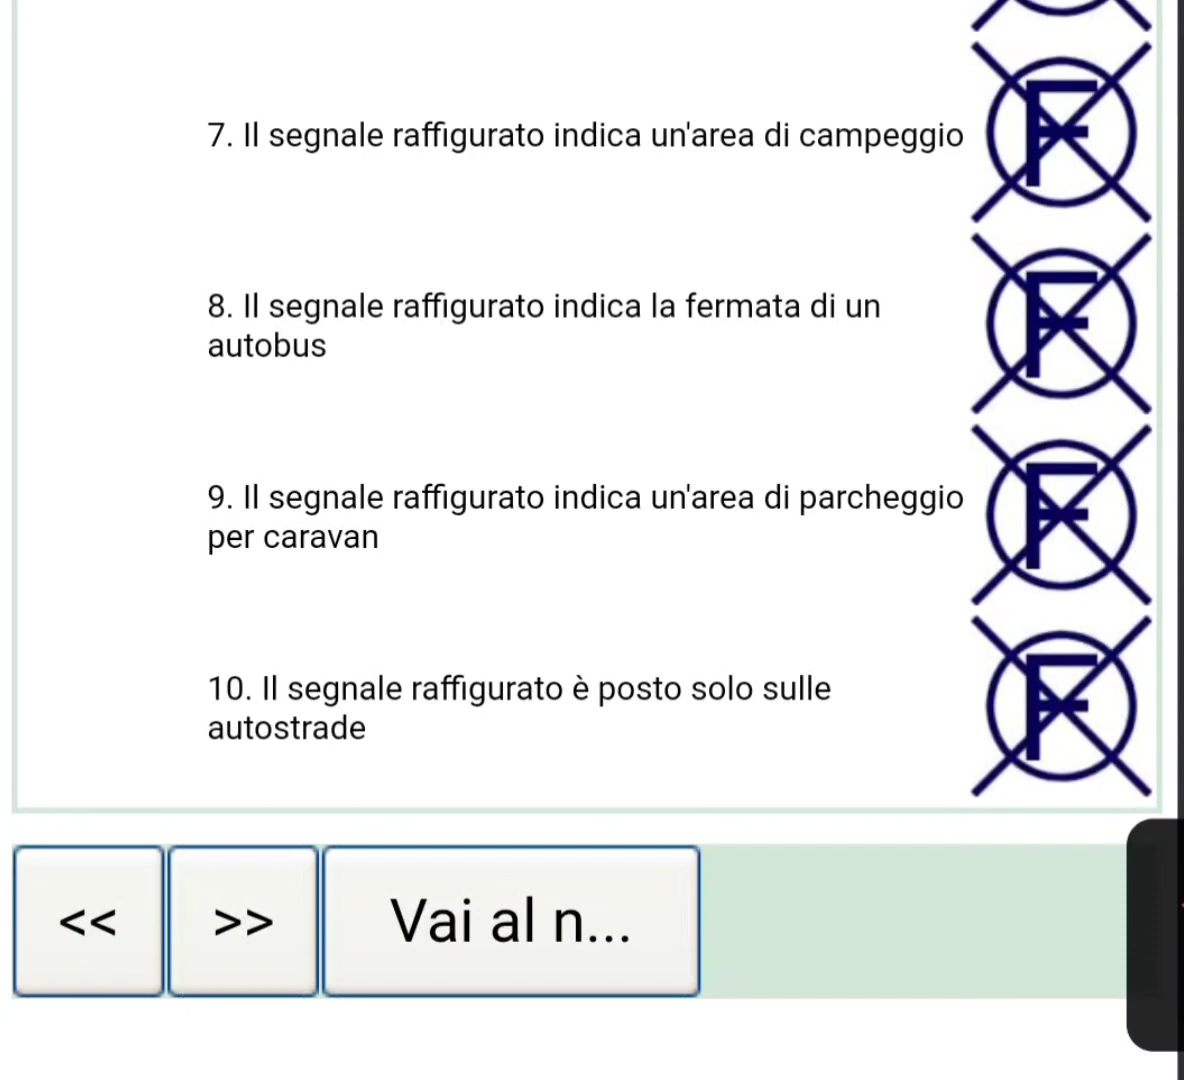 7. Il segnale raffigurato indica un'area di campeggio
F
8. Il segnale raffigurato indica la fermata di un
autobus
F
9. Il segnale raffigurato indica un'area di parcheggio
per caravan
F
10. Il segnale raffigurato è posto solo sulle
autostrade
F
<<
>>
Vai al n...